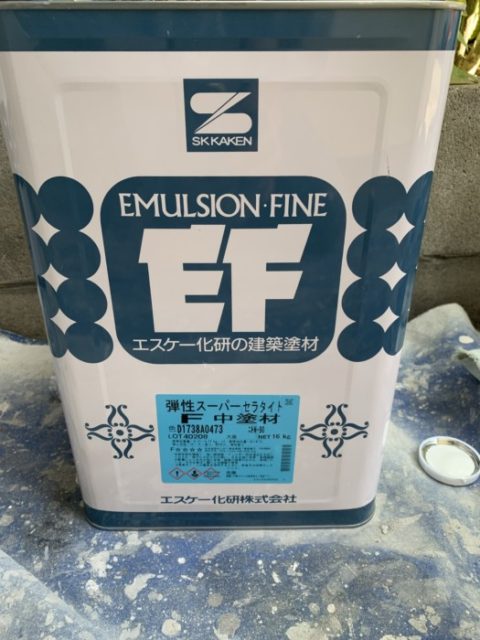 SK KAKEN
EMULSION·FINE
EF
エスケー化研の建築塗材
弾性スーパーセラタイト
F 中塗材
D1738A0473
LOT40208
NET 16 kg
F☆☆☆☆
エスケー化研株式会社